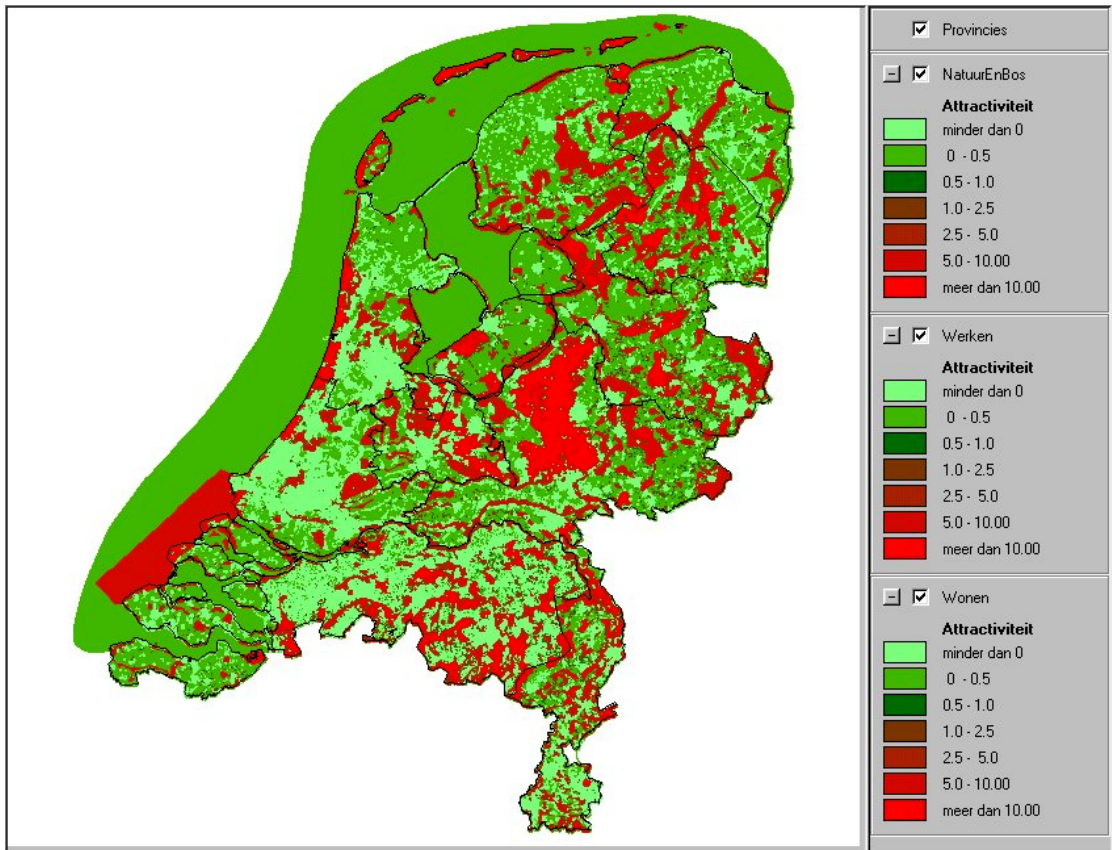 Provincies
NatuurEnBos
Attractiviteit
minder dan 0
0 - 0.5
0.5 - 1.0
1.0 - 2.5
2.5 - 5.0
5.0 - 10.00
meer dan 10.00
Werken
Attractiviteit
minder dan 0
0 - 0.5
0.5 - 1.0
1.0 - 2.5
2.5 - 5.0
5.0 - 10.00
meer dan 10.00
Wonen
Attractiviteit
minder dan 0
0 - 0.5
0.5 - 1.0
1.0 - 2.5
2.5 - 5.0
5.0 - 10.00
meer dan 10.00